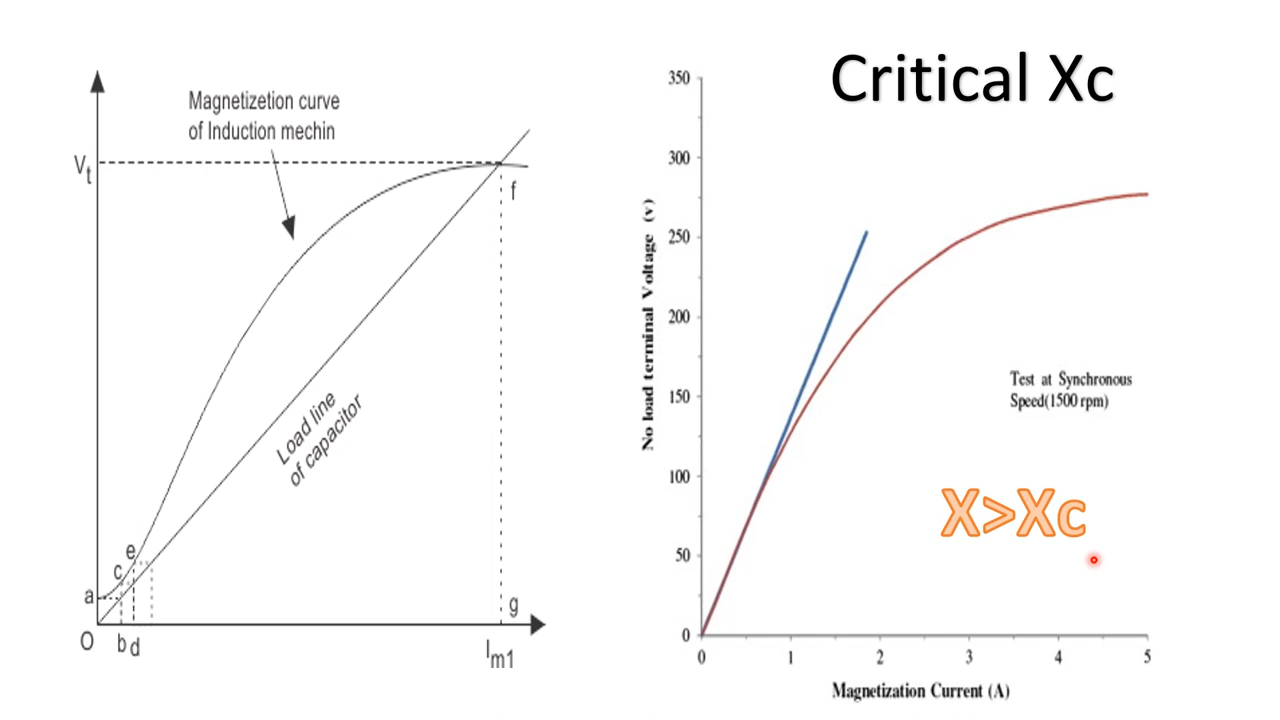 Critical Xc
Magnetizetion curve
of Induction mechin
Vt
f
Load line
of capacitor
e
c
a
g
O
b d
Im1
350
300
250
200
150
100
50
0
No load terminal Voltage (v)
Test at Synchronous
Speed(1500 rpm)
X>Xc
0 1 2 3 4 5
Magnetization Current (A)